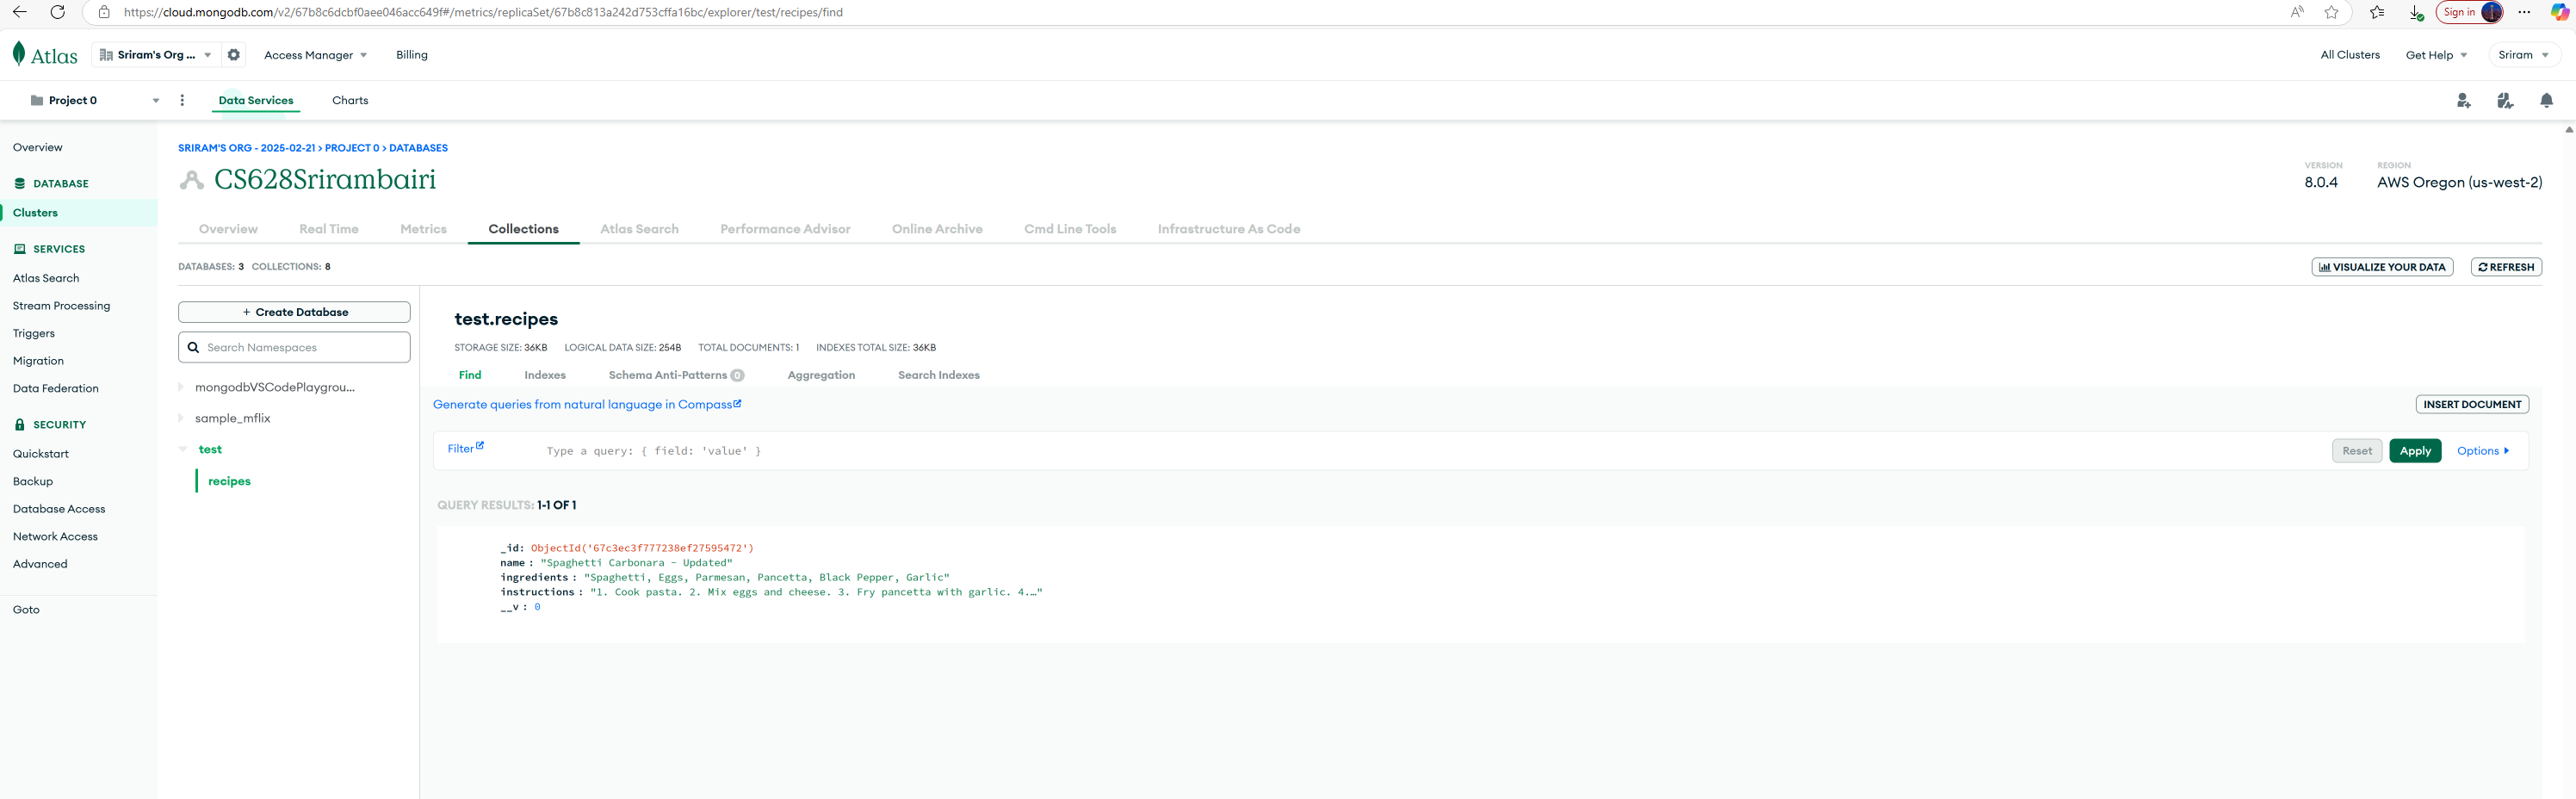 https://cloud.mongodb.com/v2/67b8c6dcbf0aee046acc649f#/metrics/replicaSet/67b8c813a242d753cffa16bc/explorer/test/recipes/find
Sign in
Atlas
Sriram's Org ...
Access Manager
Billing
All Clusters
Get Help
Sriram
Project 0
Data Services
Charts
Overview
DATABASE
Clusters
SERVICES
Atlas Search
Stream Processing
Triggers
Migration
Data Federation
SECURITY
Quickstart
Backup
Database Access
Network Access
Advanced
Goto
SRIRAM'S ORG - 2025-02-21 > PROJECT 0 > DATABASES
CS628Srirambairi
VERSION
8.0.4
REGION
AWS Oregon (us-west-2)
Overview
Real Time
Metrics
Collections
Atlas Search
Performance Advisor
Online Archive
Cmd Line Tools
Infrastructure As Code
DATABASES: 3 COLLECTIONS: 8
VISUALIZE YOUR DATA
REFRESH
+ Create Database
Search Namespaces
mongodbVSCodePlaygrou...
sample_mflix
test
recipes
test.recipes
STORAGE SIZE: 36KB LOGICAL DATA SIZE: 254B TOTAL DOCUMENTS: 1 INDEXES TOTAL SIZE: 36KB
Find
Indexes
Schema Anti-Patterns 0
Aggregation
Search Indexes
Generate queries from natural language in Compass
INSERT DOCUMENT
Filter
Type a query: { field: 'value' }
Reset
Apply
Options
QUERY RESULTS: 1-1 OF 1
_id: ObjectId('67c3ec3f777238ef27595472')
name : "Spaghetti Carbonara - Updated"
ingredients : "Spaghetti, Eggs, Parmesan, Pancetta, Black Pepper, Garlic"
instructions : "1. Cook pasta. 2. Mix eggs and cheese. 3. Fry pancetta with garlic. 4.…"
__v : 0